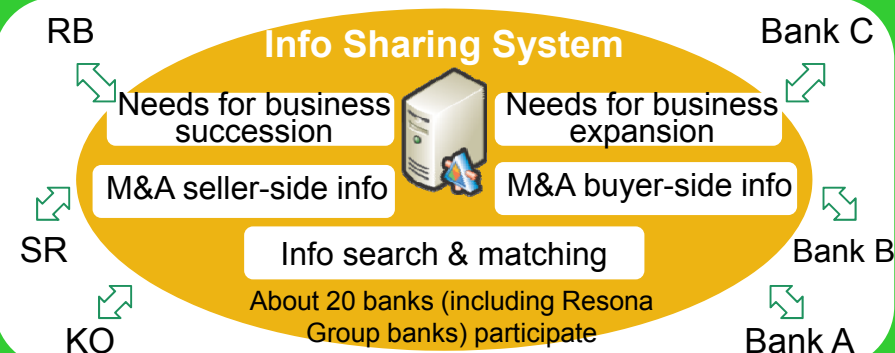 RB
Info Sharing System
Bank C
Needs for business
succession
Needs for business
expansion
M&A seller-side info
M&A buyer-side info
SR
Info search & matching
Bank B
About 20 banks (including Resona
Group banks) participate
KO
Bank A